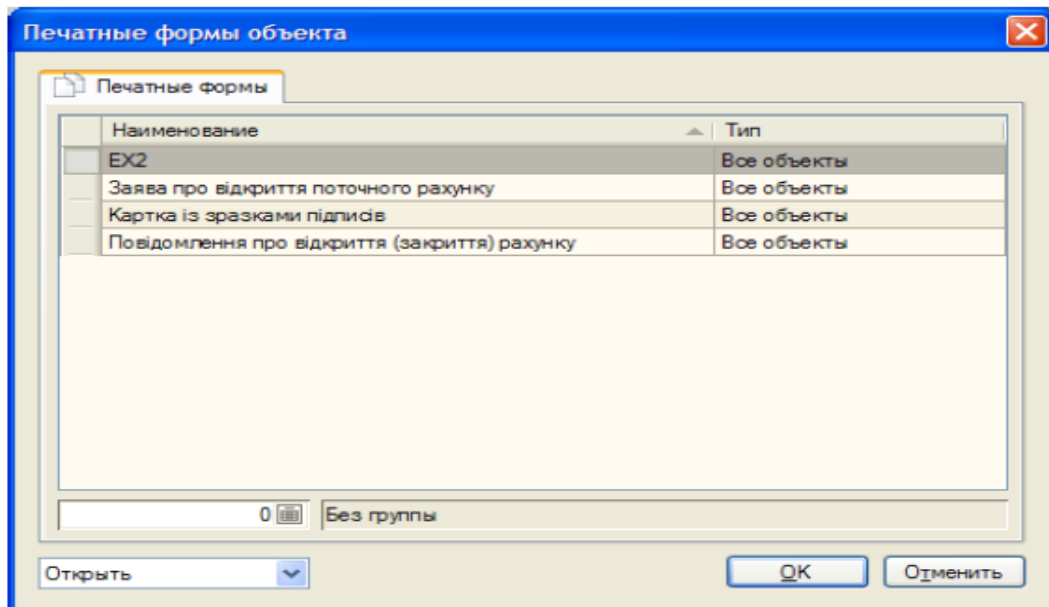 Печатные формы объекта
Печатные формы
Наименование Тип
EX2 Все объекты
Заява про відкриття поточного рахунку Все объекты
Картка із зразками підписів Все объекты
Повідомлення про відкриття (закриття) рахунку Все объекты
0 Без группы
Открыть OK Отменить